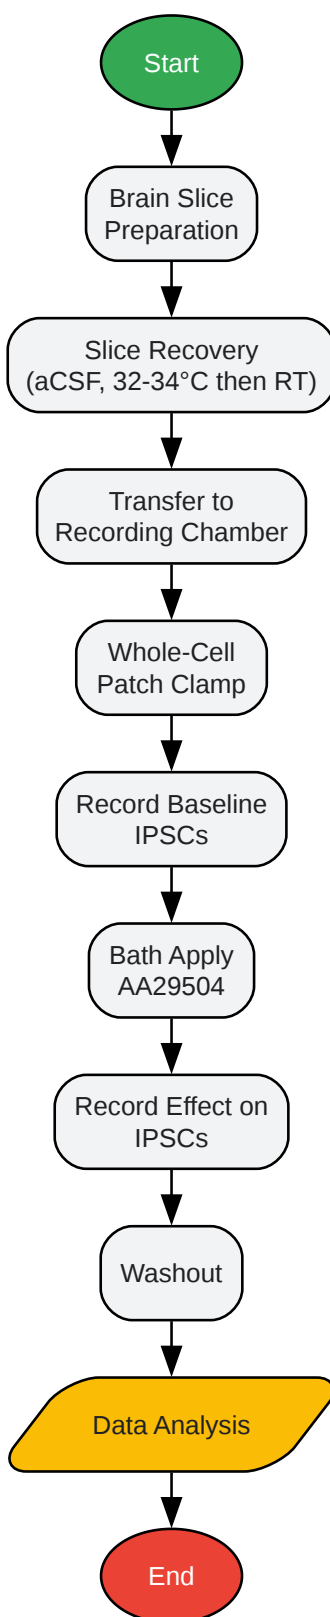 Start
Brain Slice
Preparation
Slice Recovery
(aCSF, 32-34°C then RT)
Transfer to
Recording Chamber
Whole-Cell
Patch Clamp
Record Baseline
IPSCs
Bath Apply
AA29504
Record Effect on
IPSCs
Washout
Data Analysis
End